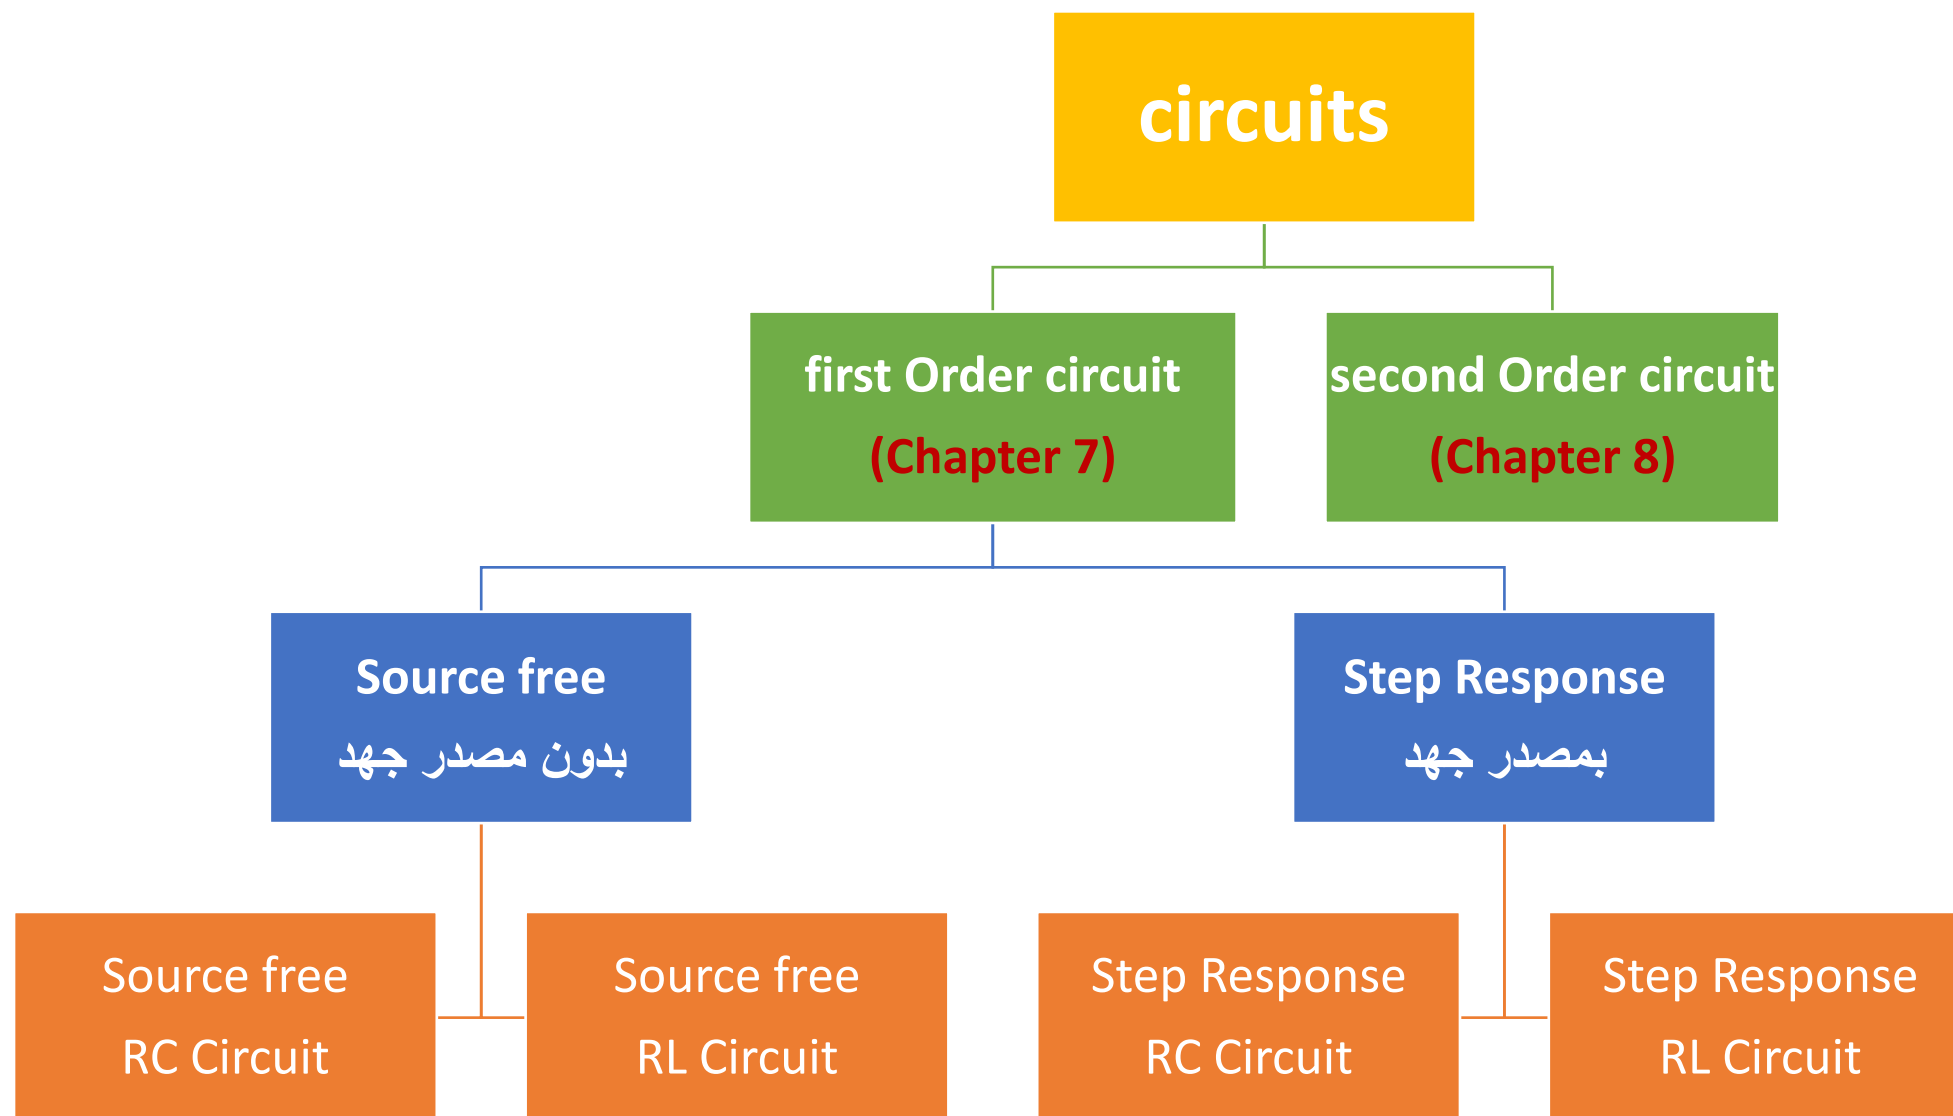 circuits
first Order circuit
(Chapter 7)
second Order circuit
(Chapter 8)
Source free
بدون مصدر جهد
Step Response
بمصدر جهد
Source free
RC Circuit
Source free
RL Circuit
Step Response
RC Circuit
Step Response
RL Circuit